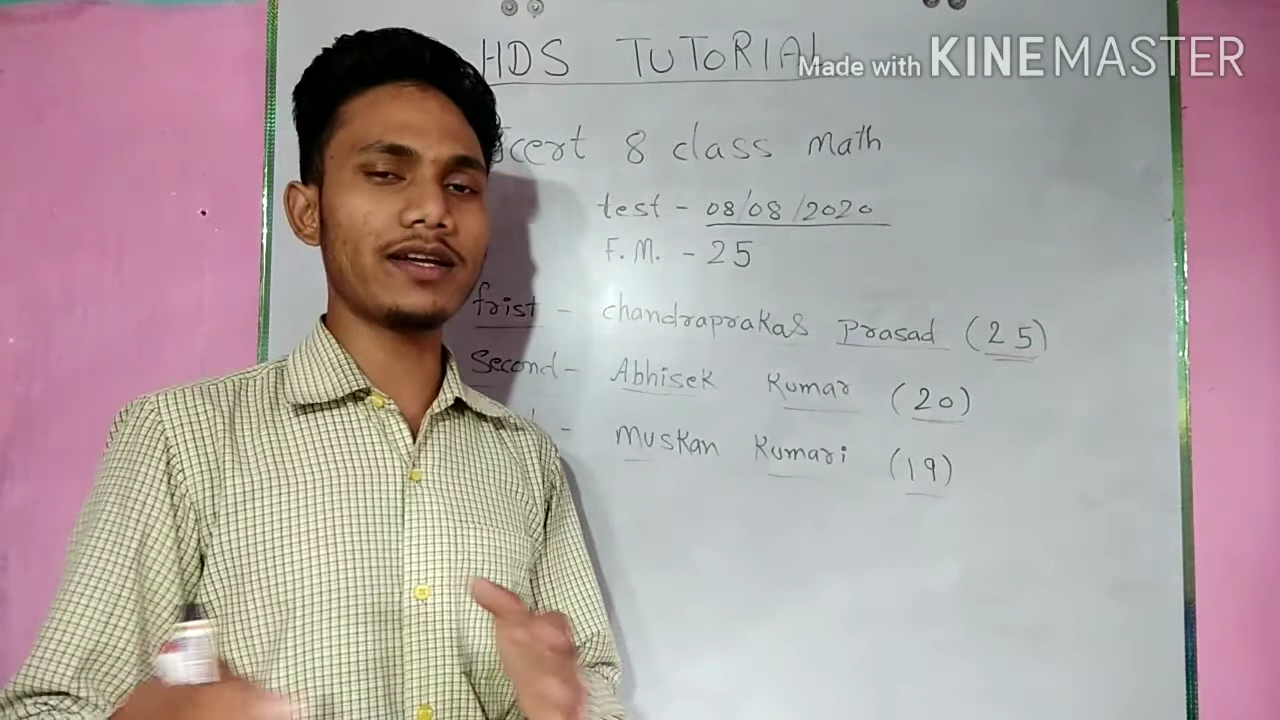 HDS TUTORIAL
Made with KINEMASTER
8 class math
test - 08/08/2020
F.M. - 25
frist - chandraprakas prasad (25)
Second - Abhisek Kumar (20)
- muskan Kumari (19)